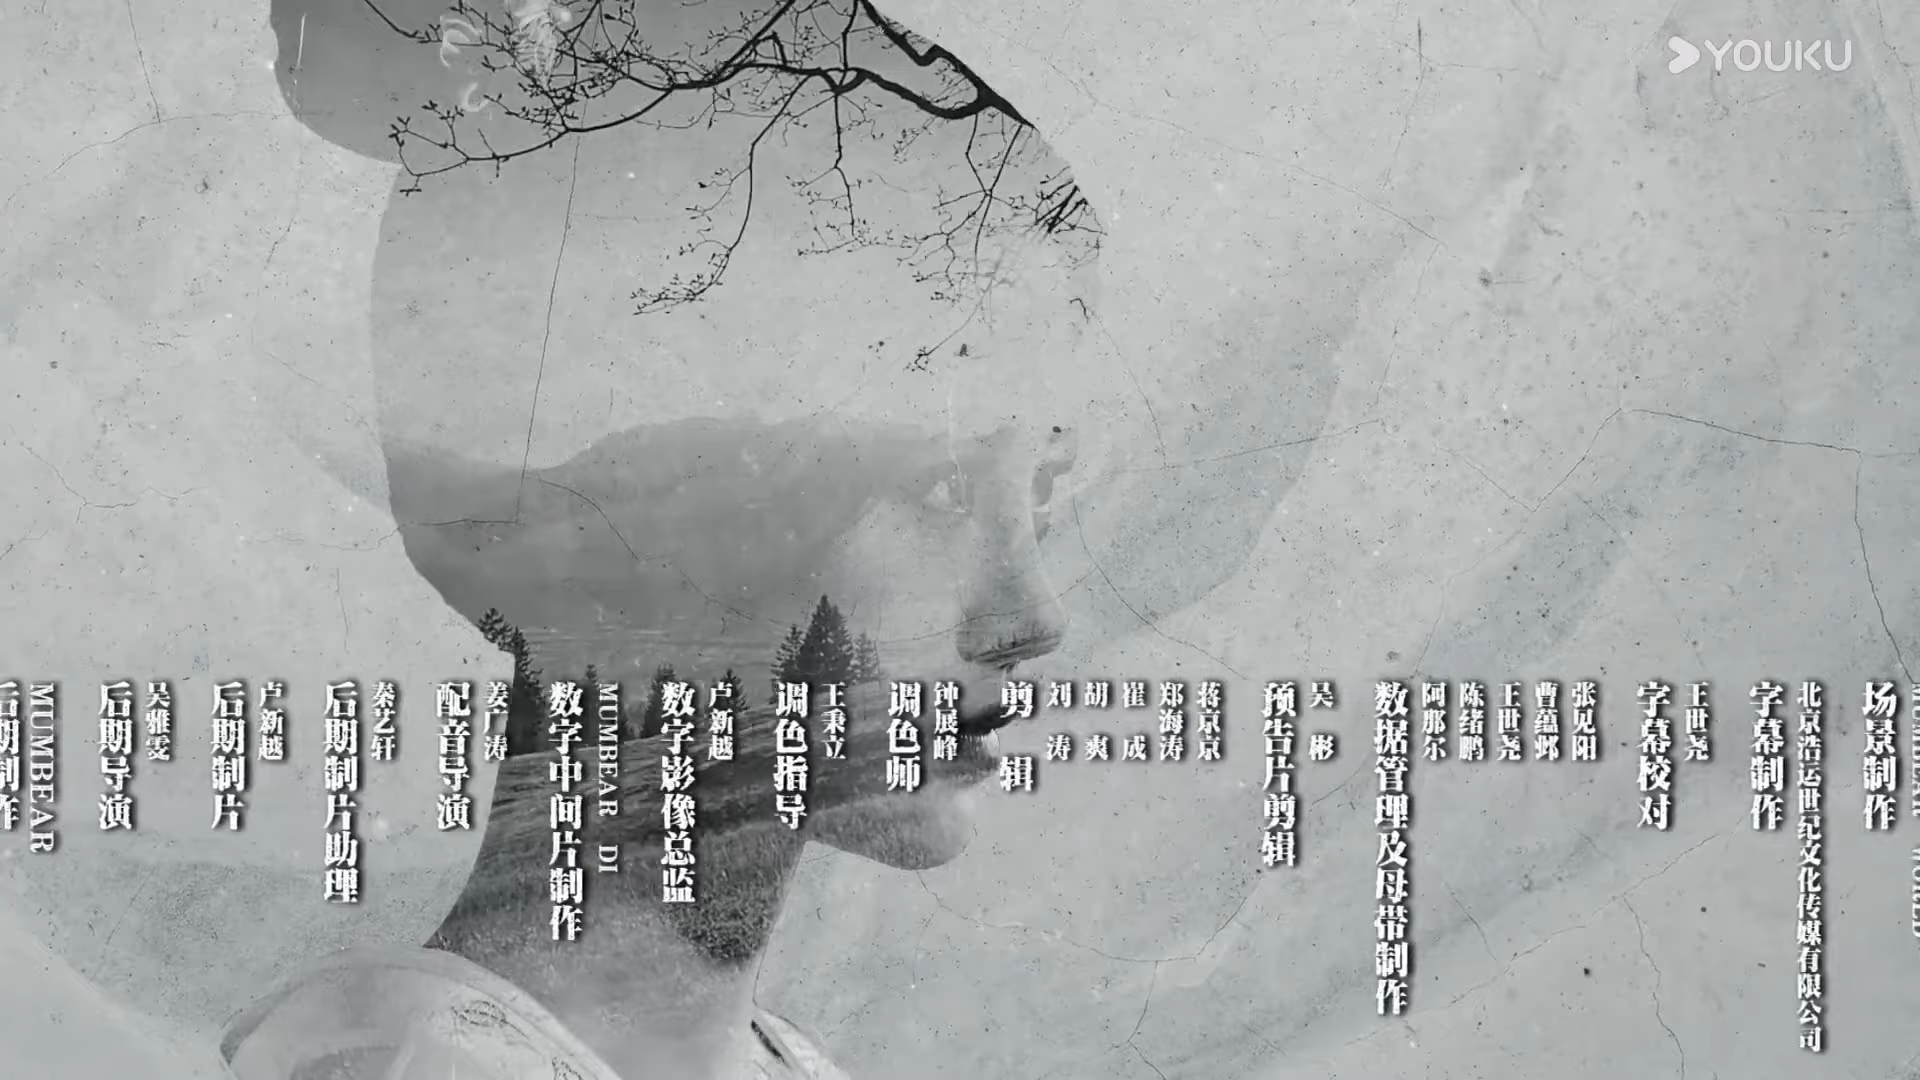 YOUKU
后期制作
MUMBEAR
后期导演
吴雅雯
后期制片
卢新越
后期制片助理
秦艺轩
配音导演
姜广涛
数字中间片制作
MUMBEAR DI
数字影像总监
卢新越
调色指导
王秉立
调色师
钟展峰
剪 辑
刘 涛
胡 爽
崔 成
郑海涛
蒋京京
预告片剪辑
吴 彬
数据管理及母带制作
阿那尔
陈绪鹏
王世尧
曹蕴邺
张见阳
字幕校对
王世尧
字幕制作
北京浩运世纪文化传媒有限公司
场景制作